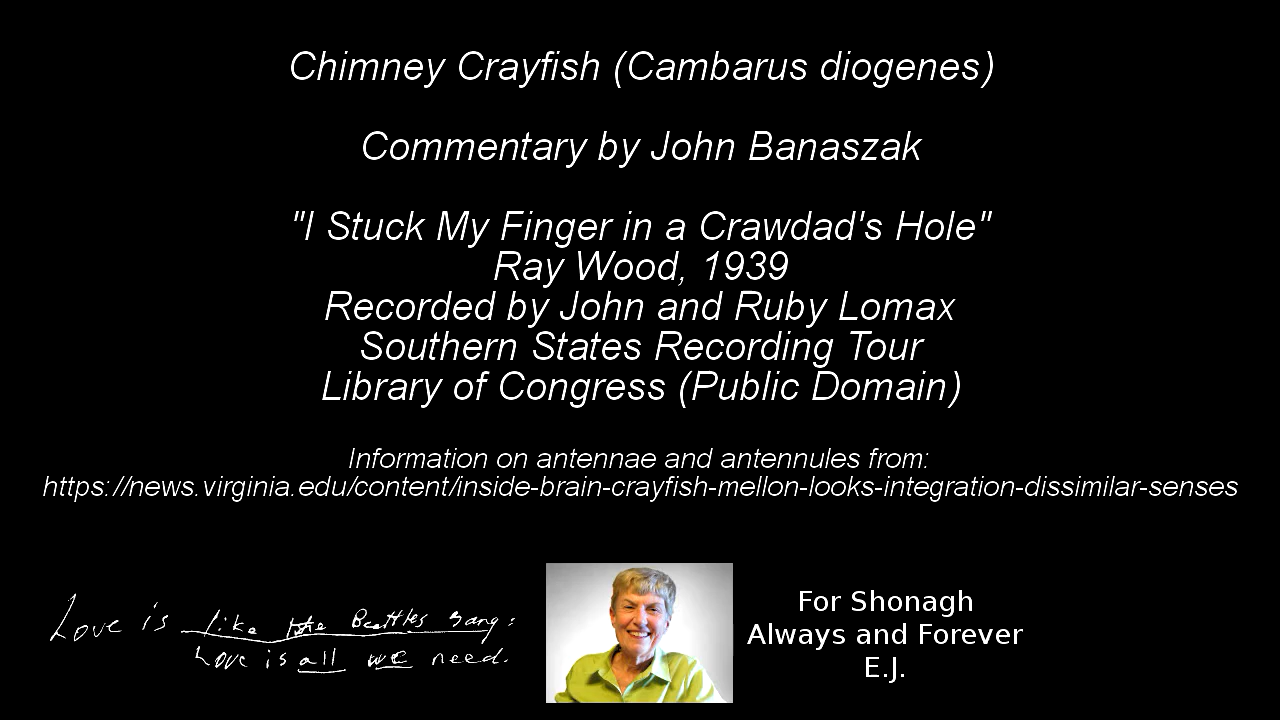 Chimney Crayfish (Cambarus diogenes)
Commentary by John Banaszak
"I Stuck My Finger in a Crawdad's Hole"
Ray Wood, 1939
Recorded by John and Ruby Lomax
Southern States Recording Tour
Library of Congress (Public Domain)
Information on antennae and antennules from:
https://news.virginia.edu/content/inside-brain-crayfish-mellon-looks-integration-dissimilar-senses
Love is like the Beattles sang:
Love is all we need.
For Shonagh
Always and Forever
E.J.